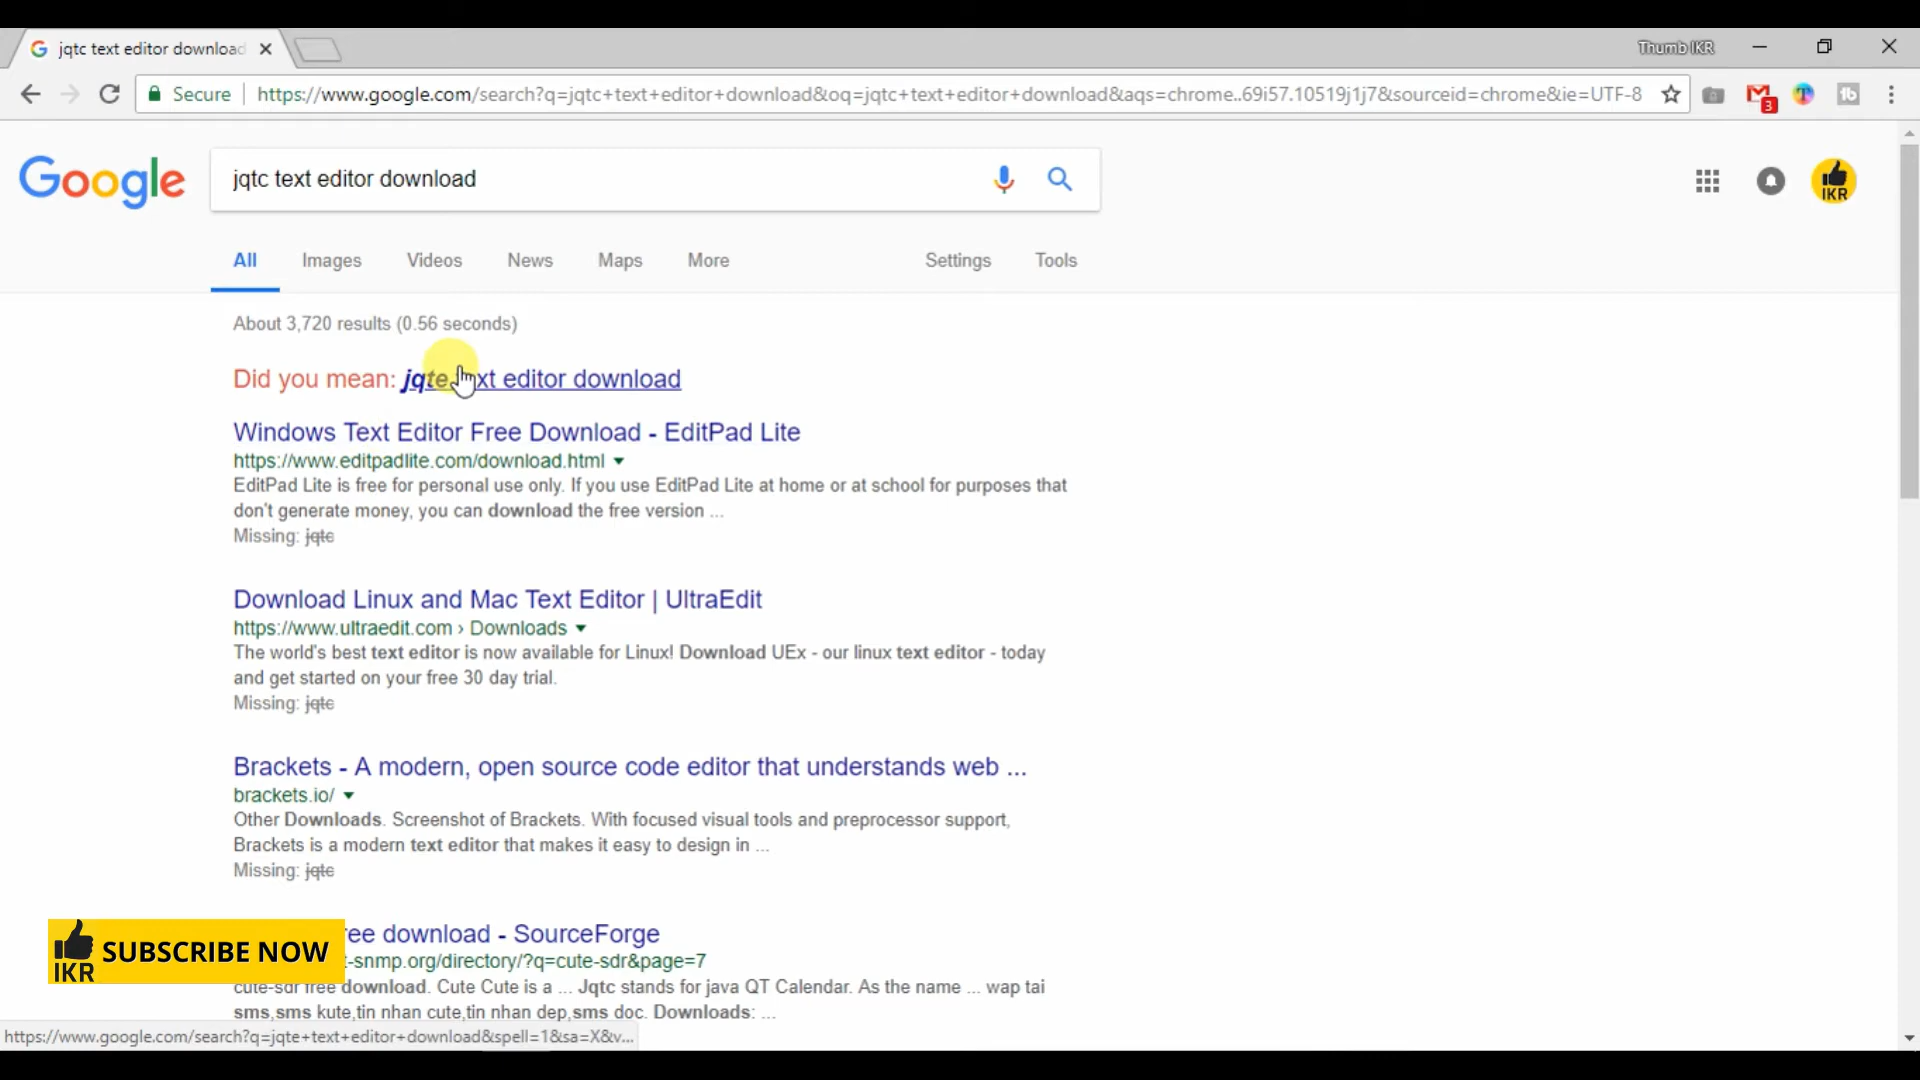 jqtc text editor download
Thumb IKR
Secure https://www.google.com/search?q=jqtc+text+editor+download&oq=jqtc+text+editor+download&aqs=chrome..69i57.10519j1j7&sourceid=chrome&ie=UTF-8
3
Google
jqtc text editor download
IKR
All Images Videos News Maps More Settings Tools
About 3,720 results (0.56 seconds)
Did you mean: jqte text editor download
Windows Text Editor Free Download - EditPad Lite
https://www.editpadlite.com/download.html
EditPad Lite is free for personal use only. If you use EditPad Lite at home or at school for purposes that
don't generate money, you can download the free version ...
Missing: jqtc
Download Linux and Mac Text Editor | UltraEdit
https://www.ultraedit.com › Downloads
The world's best text editor is now available for Linux! Download UEx - our linux text editor - today
and get started on your free 30 day trial.
Missing: jqtc
Brackets - A modern, open source code editor that understands web ...
brackets.io/
Other Downloads. Screenshot of Brackets. With focused visual tools and preprocessor support,
Brackets is a modern text editor that makes it easy to design in ...
Missing: jqtc
ree download - SourceForge
t-snmp.org/directory/?q=cute-sdr&page=7
cute-sdr free download. Cute Cute is a ... Jqtc stands for java QT Calendar. As the name ... wap tai
sms,sms kute,tin nhan cute,tin nhan dep,sms doc. Downloads: ...
IKR SUBSCRIBE NOW
https://www.google.com/search?q=jqte+text+editor+download&spell=1&sa=X&v...